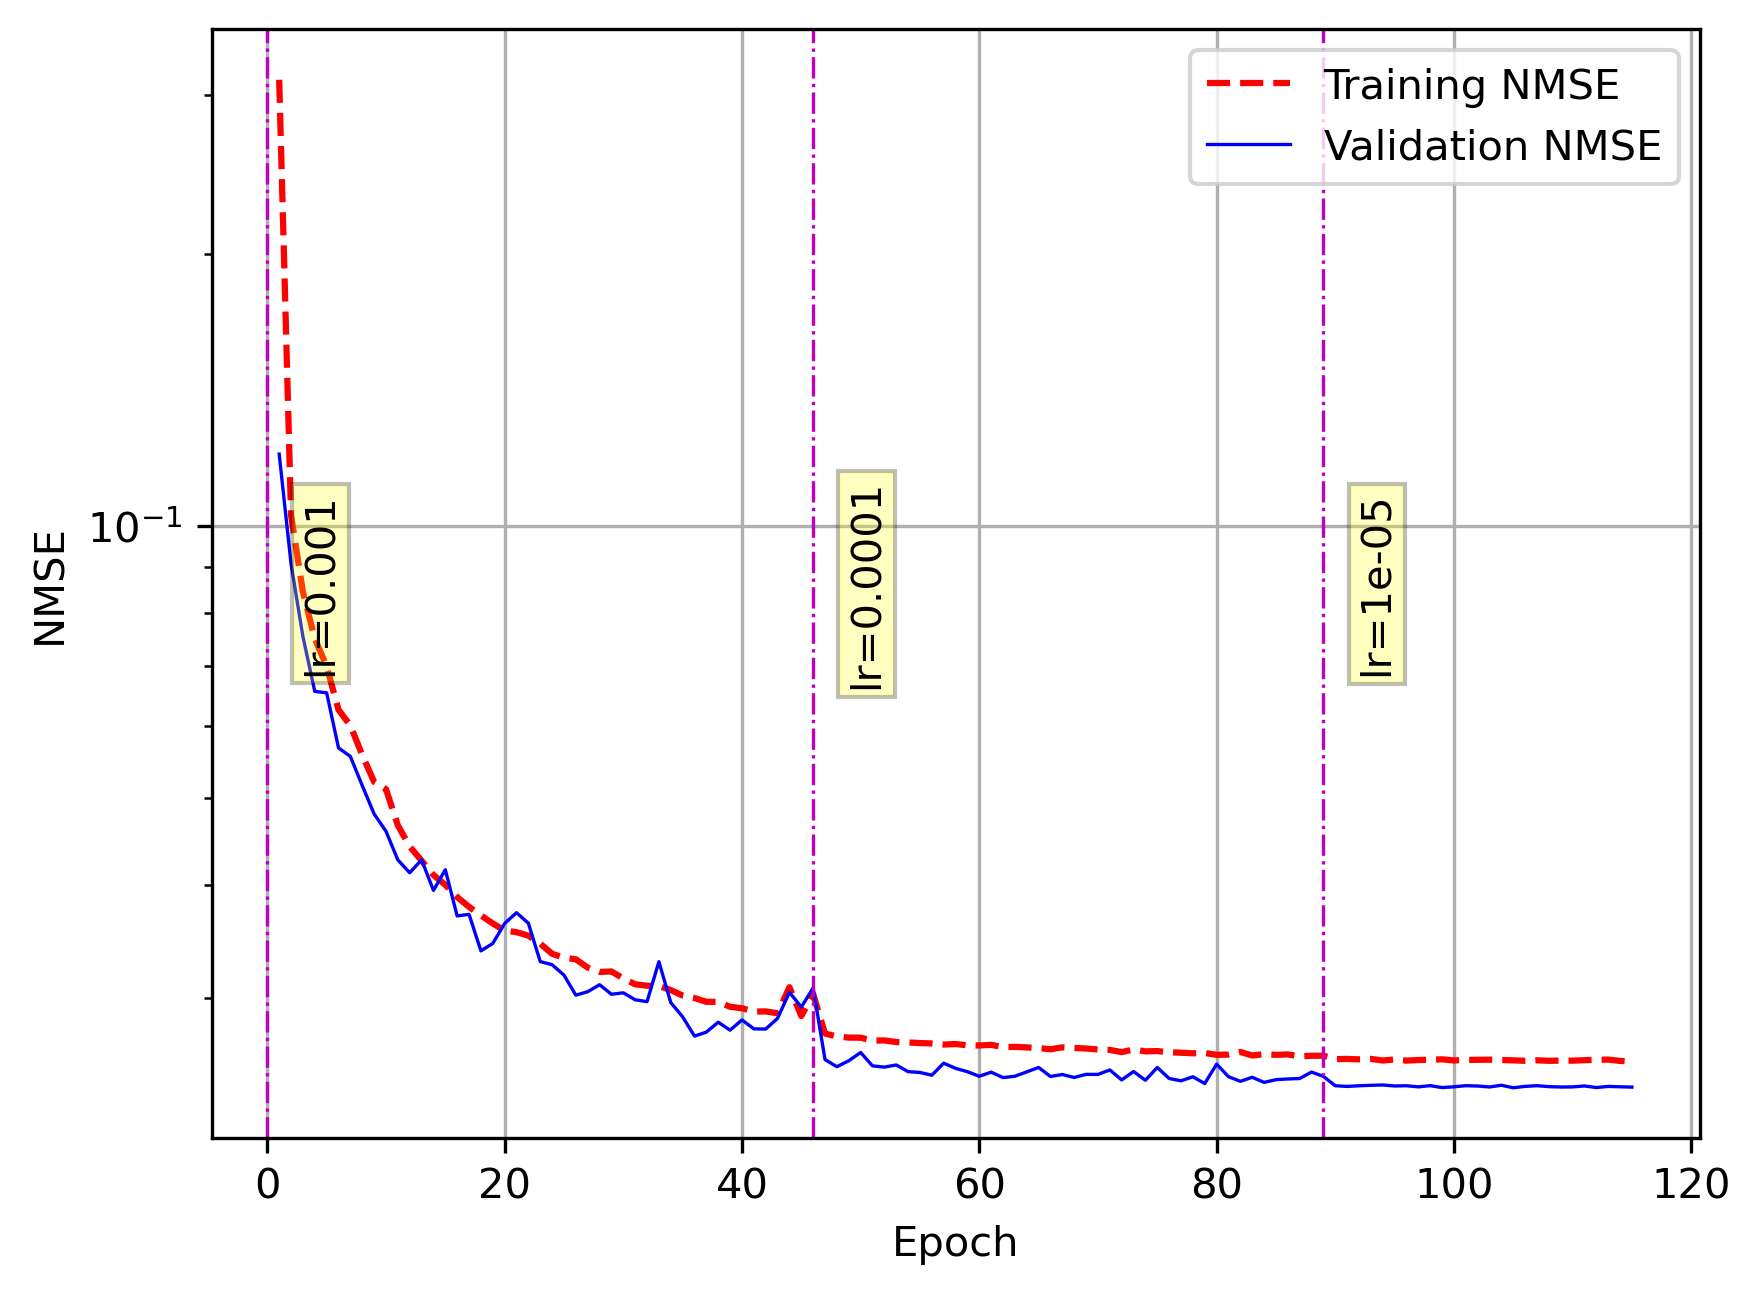 Training NMSE
Validation NMSE
NMSE
10⁻¹
lr=0.001
lr=0.0001
lr=1e-05
0 20 40 60 80 100 120
Epoch